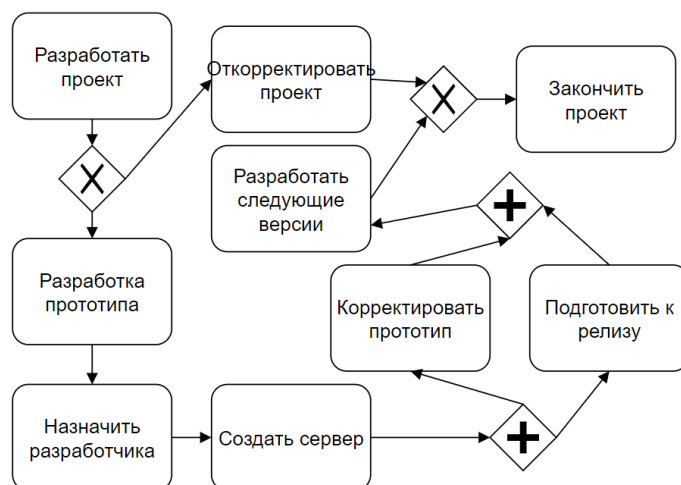 Разработать
проект
Откорректировать
проект
Закончить
проект
Разработать
следующие
версии
Разработка
прототипа
Корректировать
прототип
Подготовить к
релизу
Назначить
разработчика
Создать сервер